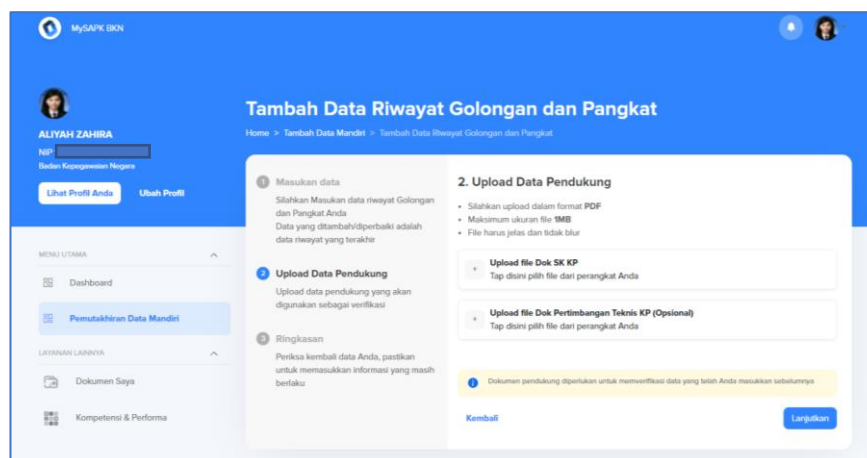 MySAPK BKN
ALIYAH ZAHIRA
NIP
Badan Kepegawaian Negara
Lihat Profil Anda
Ubah Profil
MENU UTAMA
Dashboard
Pemutakhiran Data Mandiri
LAYANAN LAINNYA
Dokumen Saya
Kompetensi & Performa
Tambah Data Riwayat Golongan dan Pangkat
Home > Tambah Data Mandiri > Tambah Data Riwayat Golongan dan Pangkat
1 Masukan data
Silahkan Masukan data riwayat Golongan
dan Pangkat Anda
Data yang ditambah/diperbaiki adalah
data riwayat yang terakhir
2 Upload Data Pendukung
Upload data pendukung yang akan
digunakan sebagai verifikasi
3 Ringkasan
Periksa kembali data Anda, pastikan
untuk memasukkan informasi yang masih
berlaku
2. Upload Data Pendukung
• Silahkan upload dalam format PDF
• Maksimum ukuran file 1MB
• File harus jelas dan tidak blur
+ Upload file Dok SK KP
Tap disini pilih file dari perangkat Anda
+ Upload file Dok Pertimbangan Teknis KP (Opsional)
Tap disini pilih file dari perangkat Anda
Dokumen pendukung diperlukan untuk memverifikasi data yang telah Anda masukkan sebelumnya
Kembali
Lanjutkan